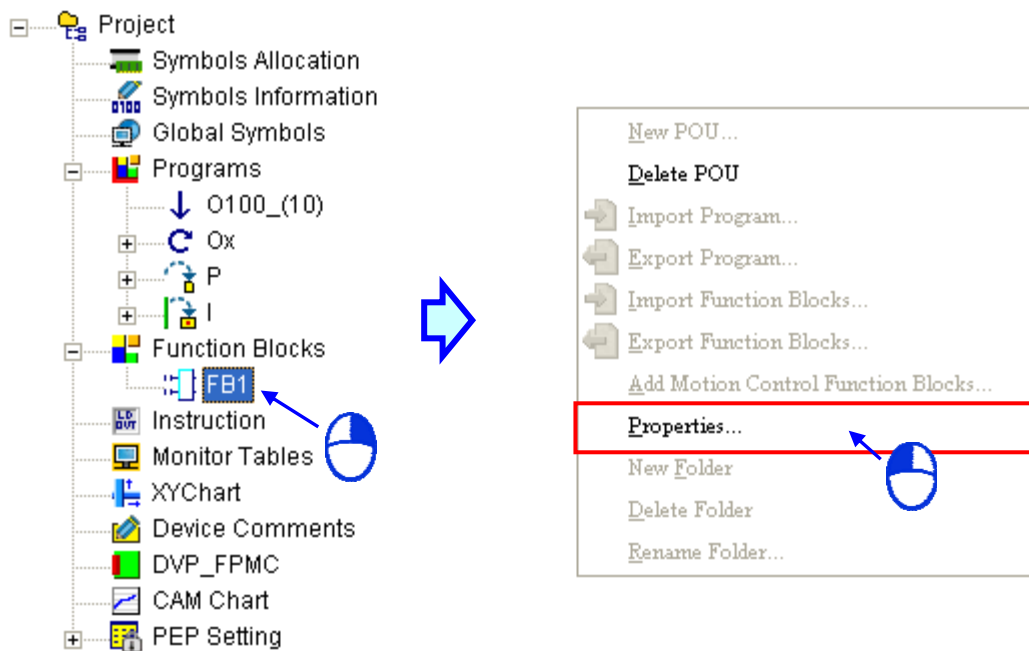 Project
Symbols Allocation
Symbols Information
Global Symbols
Programs
O100_(10)
Ox
P
I
Function Blocks
FB1
Instruction
Monitor Tables
XYChart
Device Comments
DVP_FPMC
CAM Chart
PEP Setting
New POU...
Delete POU
Import Program...
Export Program...
Import Function Blocks...
Export Function Blocks...
Add Motion Control Function Blocks...
Properties...
New Folder
Delete Folder
Rename Folder...